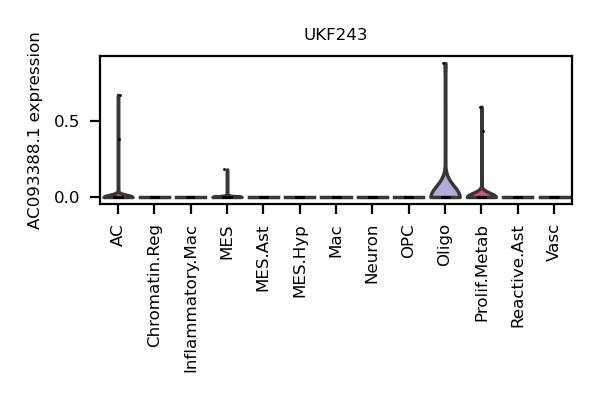 UKF243
AC093388.1 expression
0.5
0.0
AC
Chromatin.Reg
Inflammatory.Mac
MES
MES.Ast
MES.Hyp
Mac
Neuron
OPC
Oligo
Prolif.Metab
Reactive.Ast
Vasc